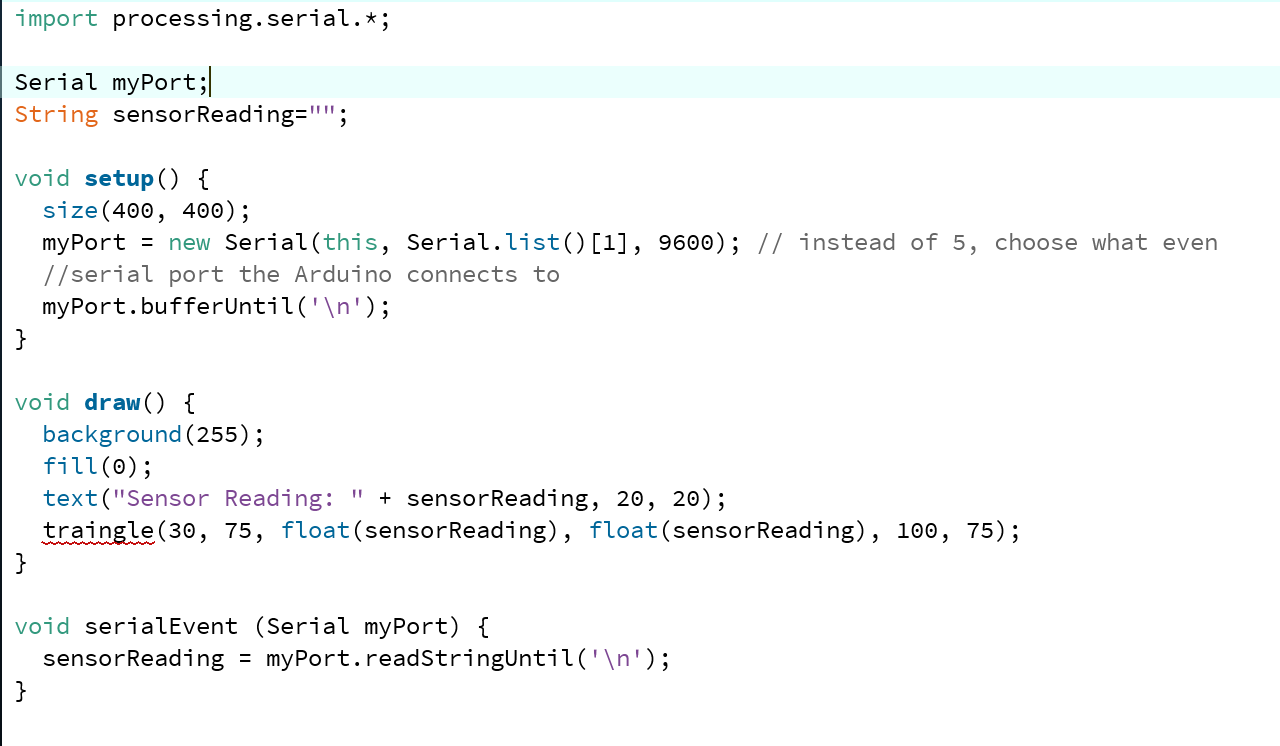 import processing.serial.*;
Serial myPort;
String sensorReading="";
void setup() {
size(400, 400);
myPort = new Serial(this, Serial.list()[1], 9600); // instead of 5, choose what even
//serial port the Arduino connects to
myPort.bufferUntil('\n');
}
void draw() {
background(255);
fill(0);
text("Sensor Reading: " + sensorReading, 20, 20);
traingle(30, 75, float(sensorReading), float(sensorReading), 100, 75);
}
void serialEvent (Serial myPort) {
sensorReading = myPort.readStringUntil('\n');
}